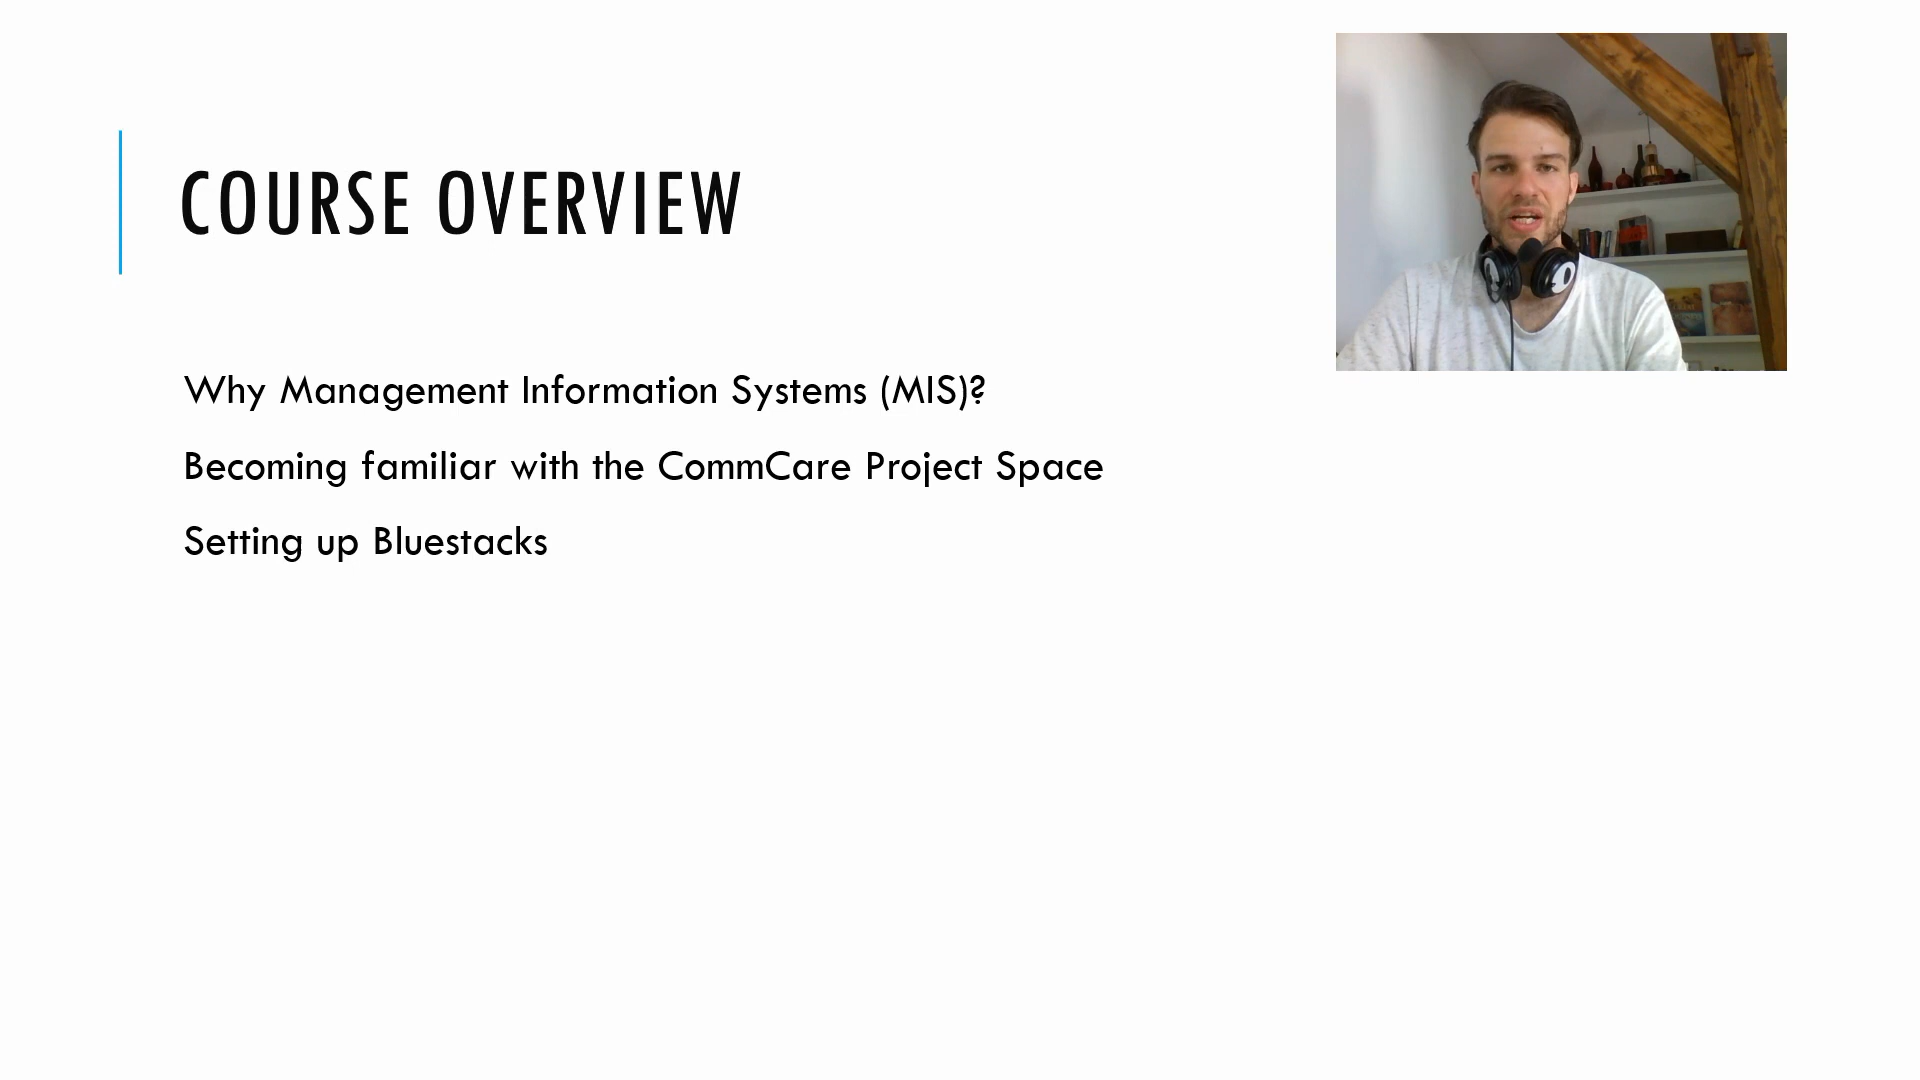 COURSE OVERVIEW
Why Management Information Systems (MIS)?
Becoming familiar with the CommCare Project Space
Setting up Bluestacks